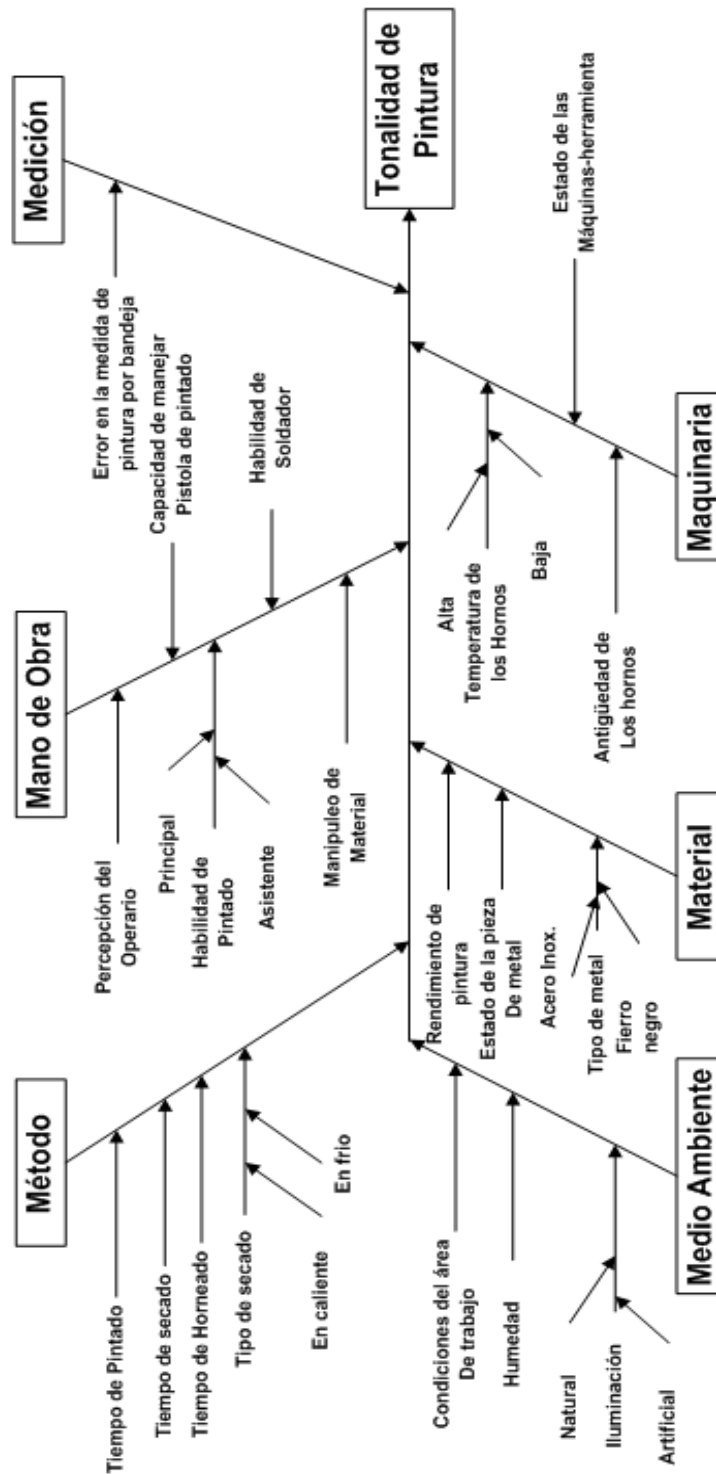 Método
Tiempo de Pintado
Tiempo de secado
Tiempo de Horneado
Tipo de secado
En caliente
En frio
Mano de Obra
Percepción del
Operario
Capacidad de manejar
Pistola de pintado
Principal
Habilidad de
Pintado
Asistente
Habilidad de
Soldador
Manipuleo de
Material
Medición
Error en la medida de
pintura por bandeja
Tonalidad de
Pintura
Condiciones del área
De trabajo
Humedad
Natural
Iluminación
Artificial
Medio Ambiente
Rendimiento de
pintura
Estado de la pieza
De metal
Acero Inox.
Tipo de metal
Fierro
negro
Material
Alta
Temperatura de
los Hornos
Baja
Estado de las
Máquinas-herramienta
Antigüedad de
Los hornos
Maquinaria